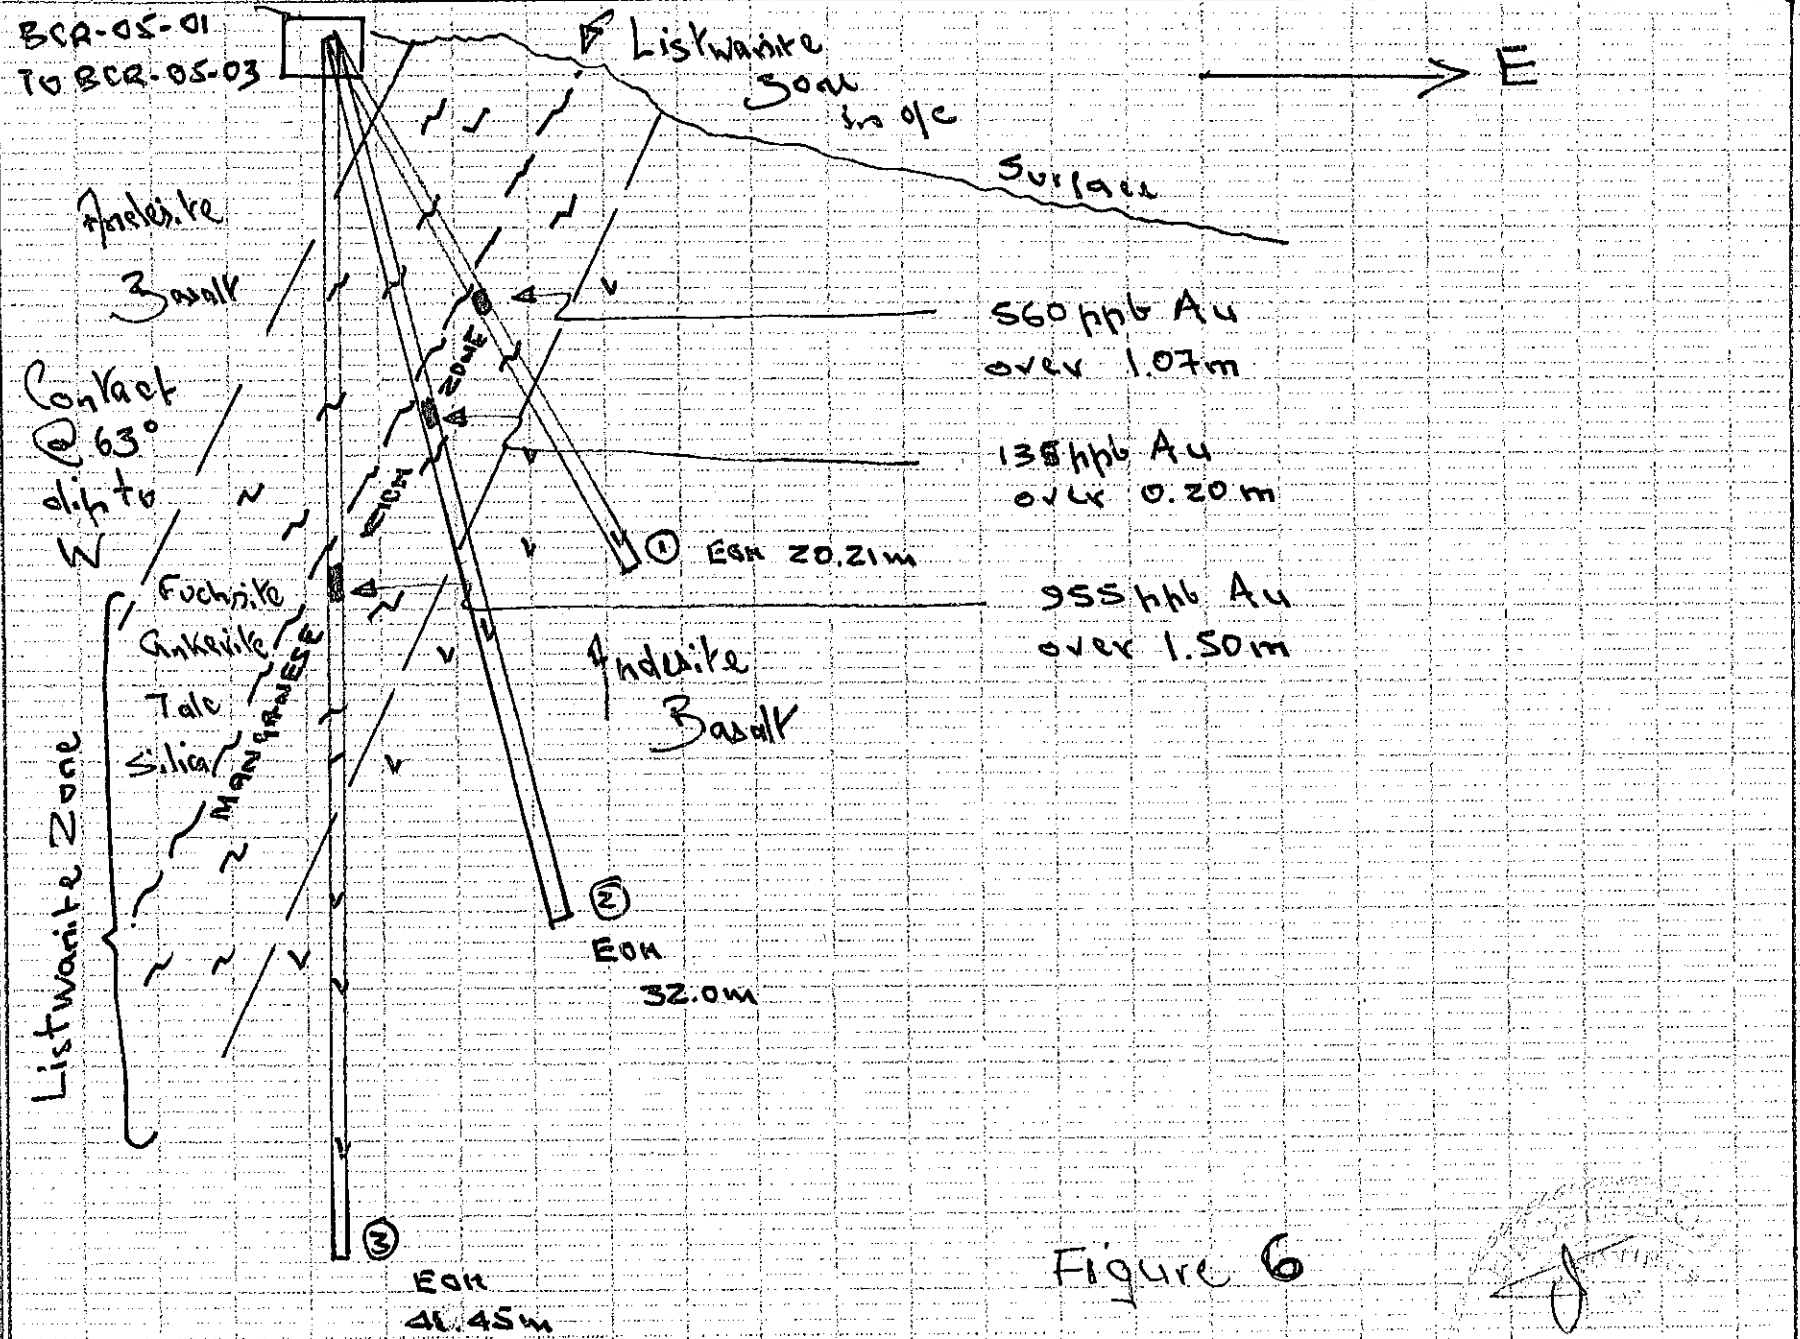 BCR-05-01
TO BCR-05-03
Listwanite
Zone
in o/c
E
Surface
Andesite
Basalt
Contact
@ 63°
dip to
W
560 ppb Au
over 1.07m
ppb Au
over 0.20m
955 ppb Au
over 1.50m
MANGANESE RICH ZONE
① EOH 20.21m
Fuchsite
Ankerite
Talc
Silica
Listwanite Zone
Andesite
Basalt
②
EOH
32.0m
③
EOH
41.45m
Figure 6